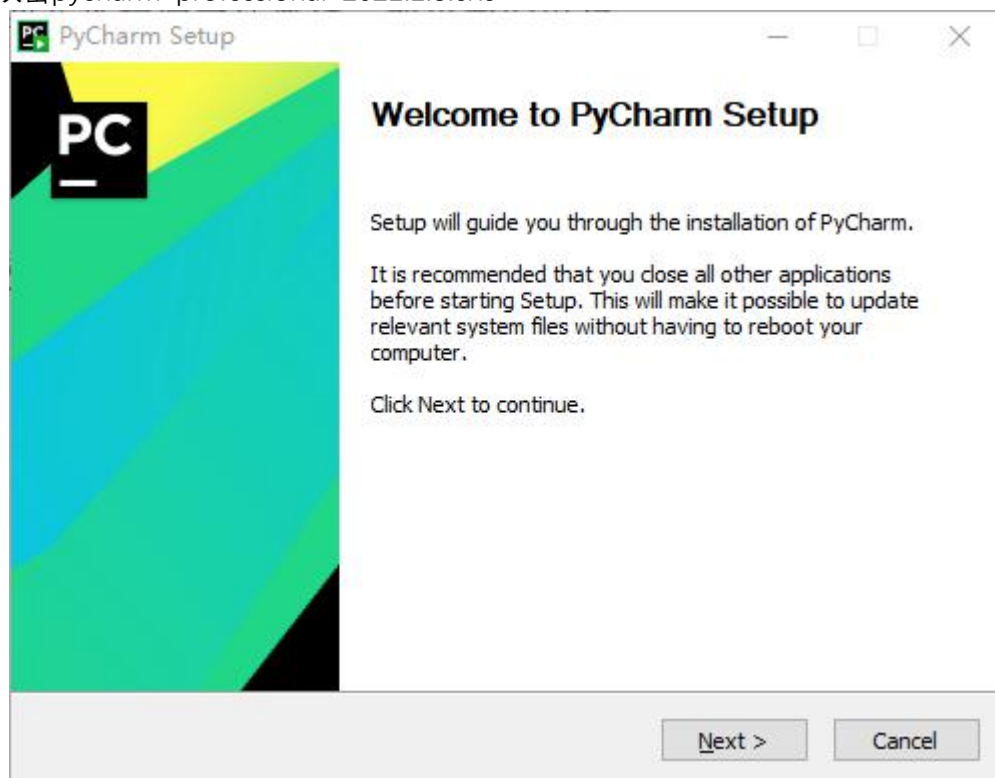 PyCharm Setup
PC
Welcome to PyCharm Setup
Setup will guide you through the installation of PyCharm.
It is recommended that you close all other applications
before starting Setup. This will make it possible to update
relevant system files without having to reboot your
computer.
Click Next to continue.
Next >
Cancel